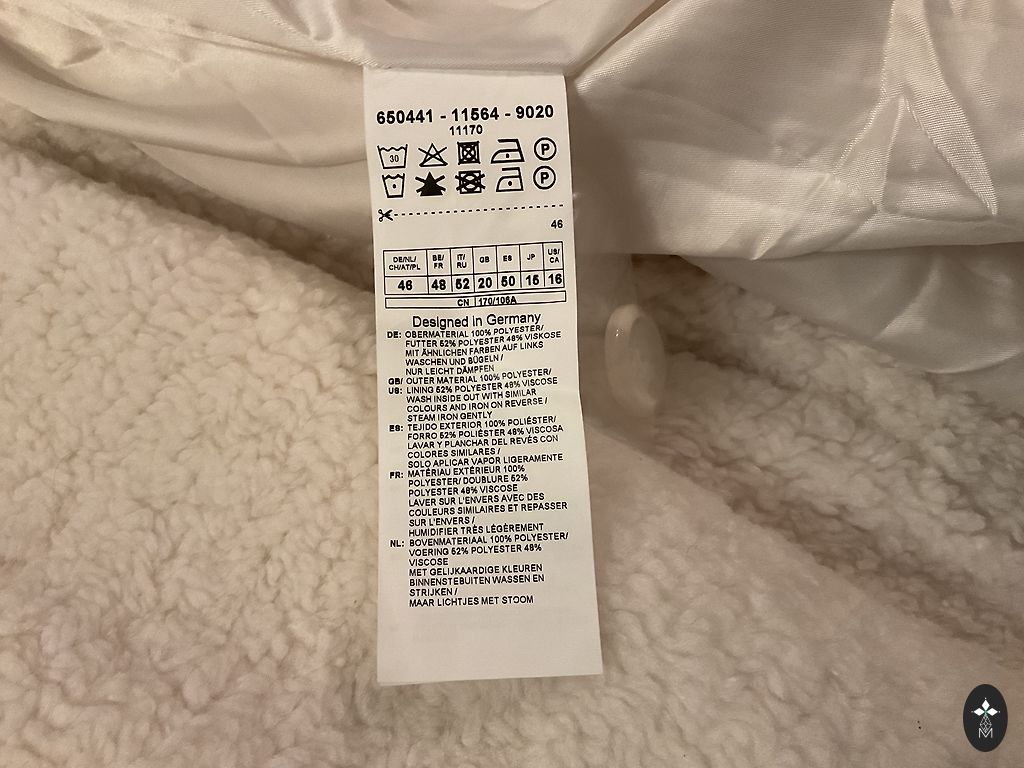 650441 - 11564 - 9020
11170
30
P
P
46
DE/NL/ CH/AT/PL BE/ FR IT/ RU GB ES JP US/ CA
46 48 52 20 50 15 16
CN 170/105A
Designed in Germany
DE: OBERMATERIAL 100% POLYESTER/
FUTTER 52% POLYESTER 48% VISKOSE
MIT ÄHNLICHEN FARBEN AUF LINKS
WASCHEN UND BÜGELN /
NUR LEICHT DÄMPFEN
GB/ OUTER MATERIAL 100% POLYESTER/
US: LINING 52% POLYESTER 48% VISCOSE
WASH INSIDE OUT WITH SIMILAR
COLOURS AND IRON ON REVERSE /
STEAM IRON GENTLY
ES: TEJIDO EXTERIOR 100% POLIÉSTER/
FORRO 52% POLIÉSTER 48% VISCOSA
LAVAR Y PLANCHAR DEL REVÉS CON
COLORES SIMILARES /
SOLO APLICAR VAPOR LIGERAMENTE
FR: MATÉRIAU EXTÉRIEUR 100%
POLYESTER/ DOUBLURE 52%
POLYESTER 48% VISCOSE
LAVER SUR L'ENVERS AVEC DES
COULEURS SIMILAIRES ET REPASSER
SUR L'ENVERS /
HUMIDIFIER TRÈS LÉGÈREMENT
NL: BOVENMATERIAAL 100% POLYESTER/
VOERING 52% POLYESTER 48%
VISCOSE
MET GELIJKAARDIGE KLEUREN
BINNENSTEBUITEN WASSEN EN
STRIJKEN /
MAAR LICHTJES MET STOOM
M